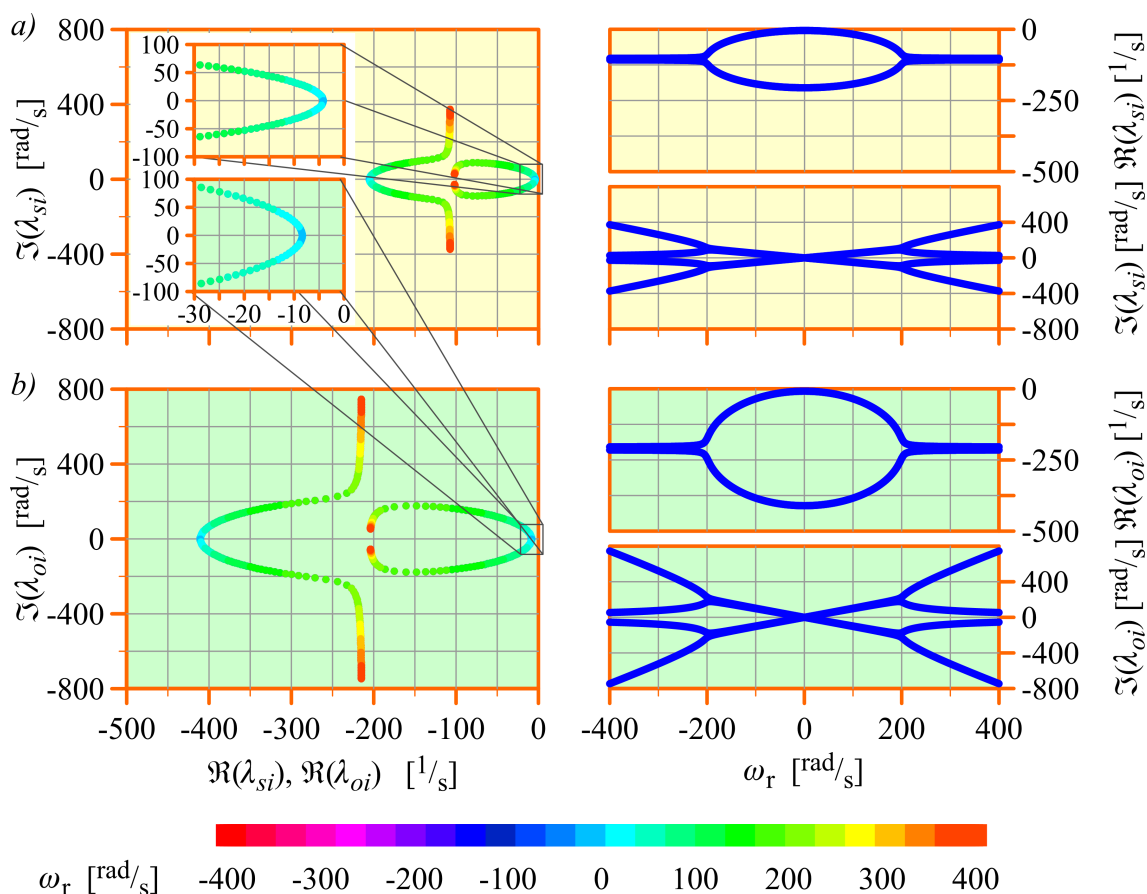 a)
800
400
0
-400
-800
ℑ(λsi) [rad/s]
100
50
0
-50
-100
100
50
0
-50
-100
-30 -20 -10 0
0
-250
-500
ℜ(λsi) [1/s]
400
0
-400
-800
ℑ(λsi) [rad/s]
b)
800
400
0
-400
-800
ℑ(λoi) [rad/s]
-500 -400 -300 -200 -100 0
ℜ(λsi), ℜ(λoi) [1/s]
0
-250
-500
ℜ(λoi) [1/s]
400
0
-400
-800
ℑ(λoi) [rad/s]
-400 -200 0 200 400
ωr [rad/s]
ωr [rad/s] -400 -300 -200 -100 0 100 200 300 400